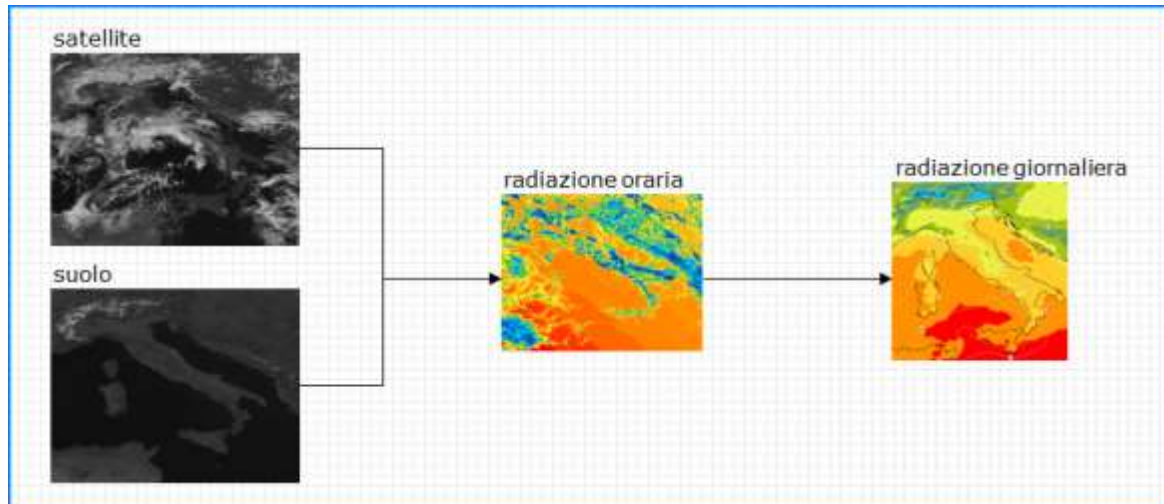 satellite
suolo
radiazione oraria
radiazione giornaliera